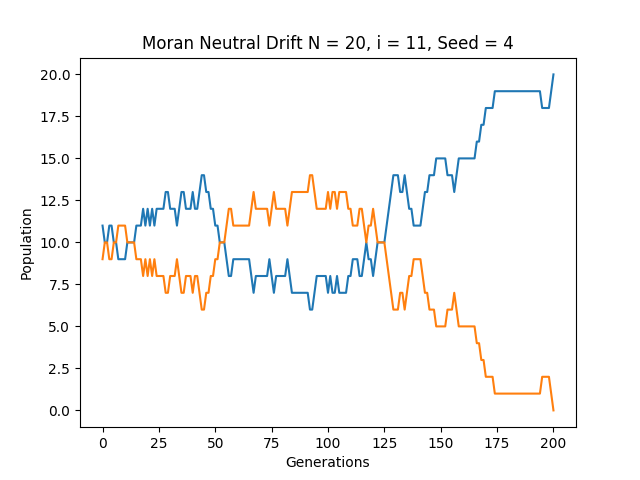 Moran Neutral Drift N = 20, i = 11, Seed = 4
20.0
17.5
15.0
12.5
10.0
7.5
5.0
2.5
0.0
Population
0 25 50 75 100 125 150 175 200
Generations